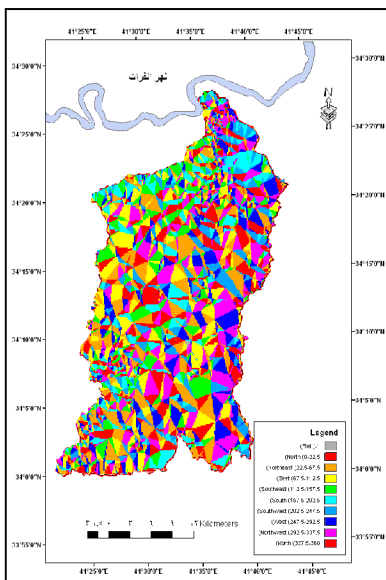 41°25'0"E 41°30'0"E 41°35'0"E 41°40'0"E 41°45'0"E
34°30'0"N
34°25'0"N
34°20'0"N
34°15'0"N
34°10'0"N
34°5'0"N
34°0'0"N
33°55'0"N
نهر الفرات
N
34°30'0"N
34°20'0"N
34°15'0"N
34°10'0"N
34°5'0"N
34°0'0"N
33°55'0"N
Legend
(North (0-22.5
(Northeast (22.5-67.5
(East (67.5-112.5
(Southeast (112.5-157.5
(South (157.5-202.5
(Southwest (202.5-247.5
(West (247.5-292.5
(Northwest (292.5-337.5
(North (337.5-360
Kilometers
41°25'0"E 41°30'0"E 41°35'0"E 41°40'0"E 41°45'0"E